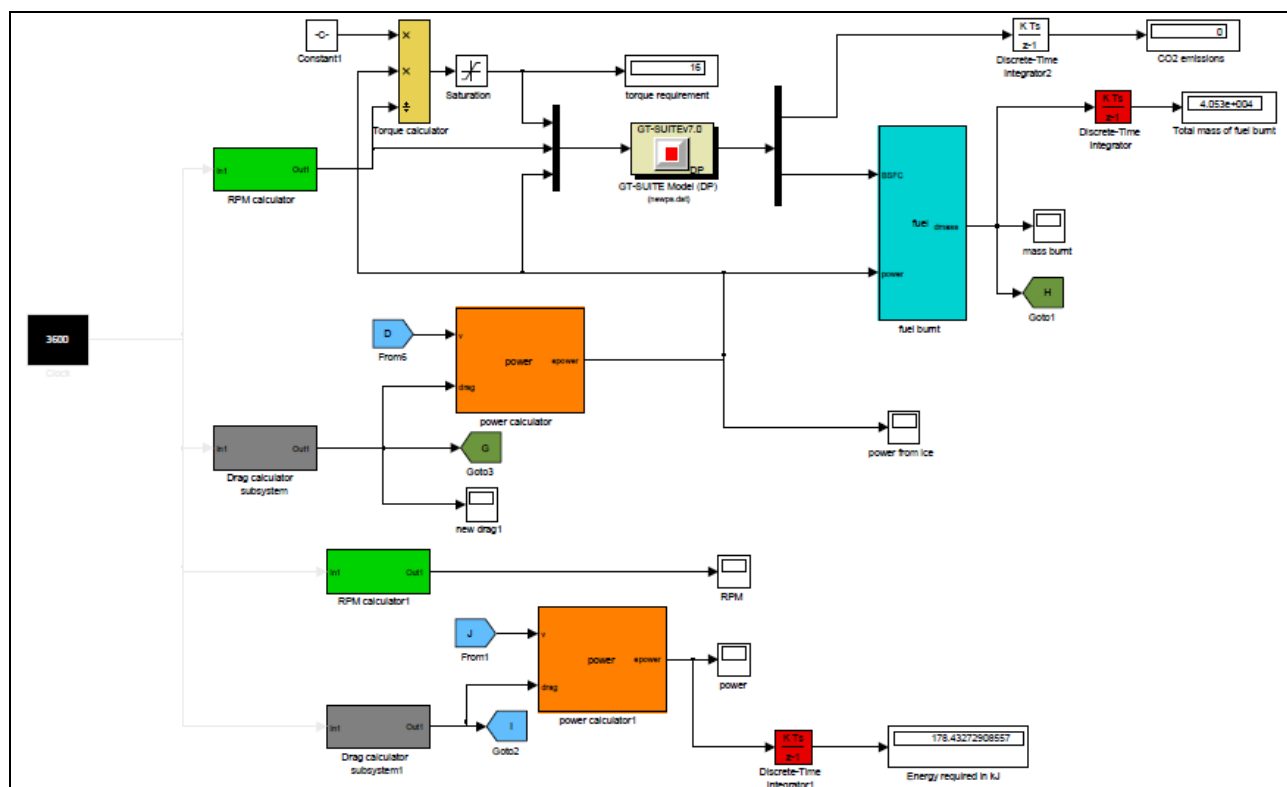 -C-
Constant1
×
×
÷
Torque calculator
Saturation
16
torque requirement
K Ts
z-1
Discrete-Time
Integrator2
0
CO2 emissions
GT-SUITEv7.0
DP
GT-SUITE Model (DP)
(newpa.dat)
K Ts
z-1
Discrete-Time
Integrator
4.053e+004
Total mass of fuel burnt
In1
Out1
RPM calculator
BSFC
fuel
dmass
power
fuel burnt
mass burnt
H
Goto1
3600
Clock
D
From5
v
power
epower
drag
power calculator
power from ice
In1
Out1
Drag calculator
subsystem
G
Goto3
new drag1
In1
Out1
RPM calculator1
RPM
J
From1
v
power
epower
drag
power calculator1
power
In1
Out1
Drag calculator
subsystem1
I
Goto2
K Ts
z-1
Discrete-Time
Integrator1
178.43272908557
Energy required in kJ